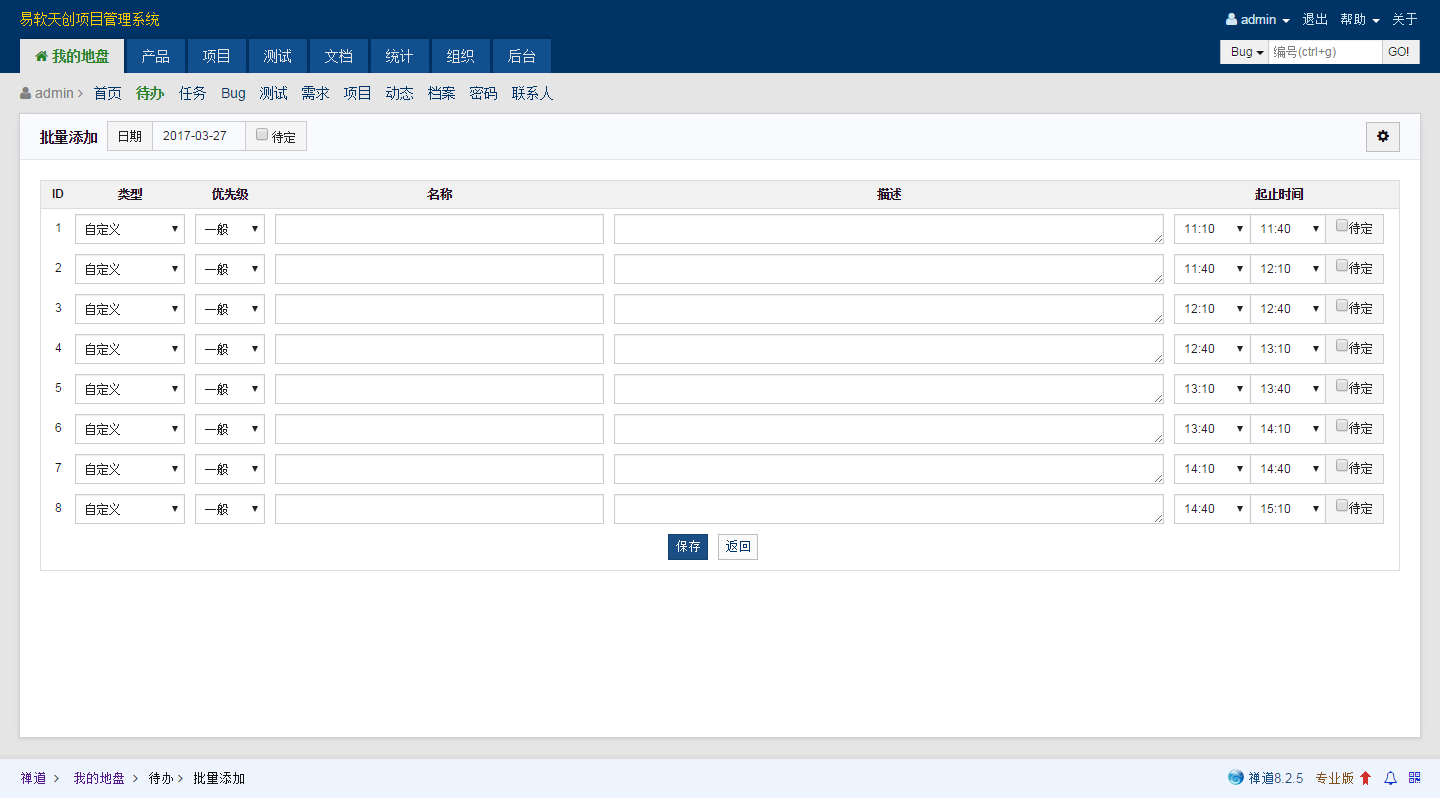 易软天创项目管理系统 admin 退出 帮助 关于
我的地盘 产品 项目 测试 文档 统计 组织 后台 Bug 编号(ctrl+g) GO!
admin 首页 待办 任务 Bug 测试 需求 项目 动态 档案 密码 联系人
批量添加 日期 2017-03-27 待定
ID 类型 优先级 名称 描述 起止时间
1 自定义 一般 11:10 11:40 待定
2 自定义 一般 11:40 12:10 待定
3 自定义 一般 12:10 12:40 待定
4 自定义 一般 12:40 13:10 待定
5 自定义 一般 13:10 13:40 待定
6 自定义 一般 13:40 14:10 待定
7 自定义 一般 14:10 14:40 待定
8 自定义 一般 14:40 15:10 待定
保存 返回
禅道 我的地盘 待办 批量添加 禅道8.2.5 专业版